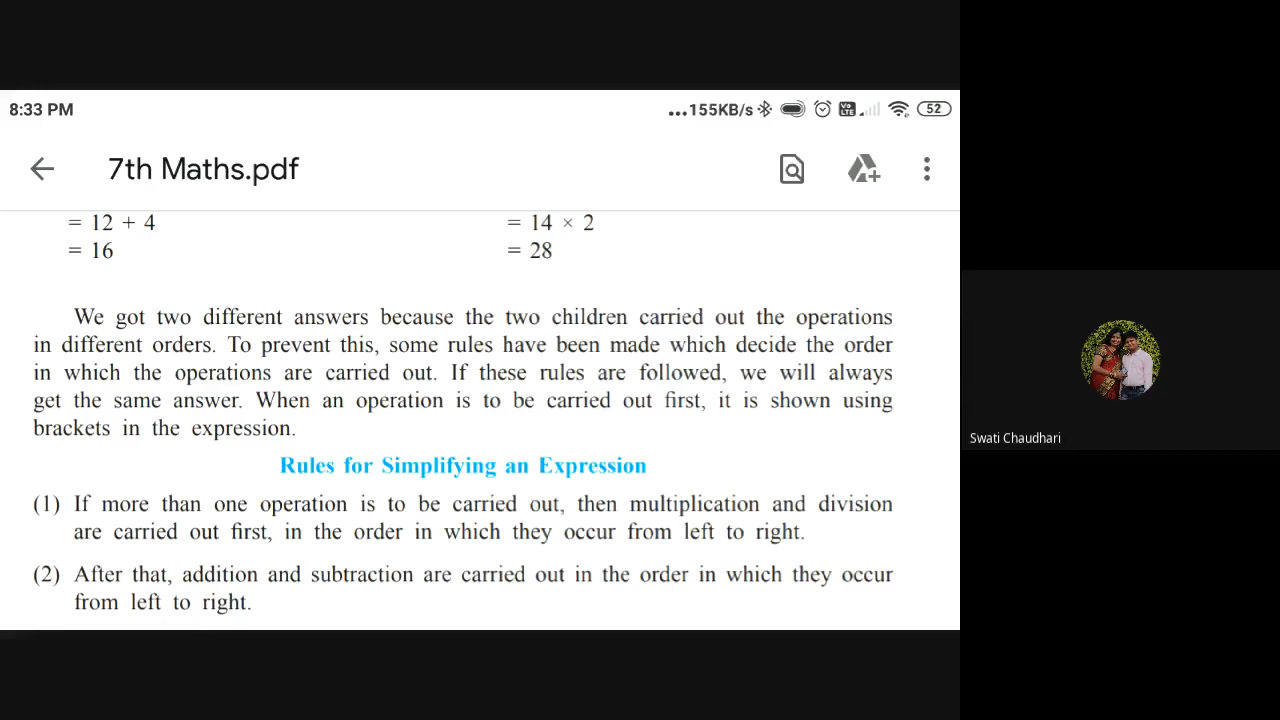 8:33 PM
...155KB/s
Vo LTE
52
7th Maths.pdf
= 12 + 4
= 14 × 2
= 16
= 28
We got two different answers because the two children carried out the operations
in different orders. To prevent this, some rules have been made which decide the order
in which the operations are carried out. If these rules are followed, we will always
get the same answer. When an operation is to be carried out first, it is shown using
brackets in the expression.
Rules for Simplifying an Expression
(1) If more than one operation is to be carried out, then multiplication and division
are carried out first, in the order in which they occur from left to right.
(2) After that, addition and subtraction are carried out in the order in which they occur
from left to right.
Swati Chaudhari